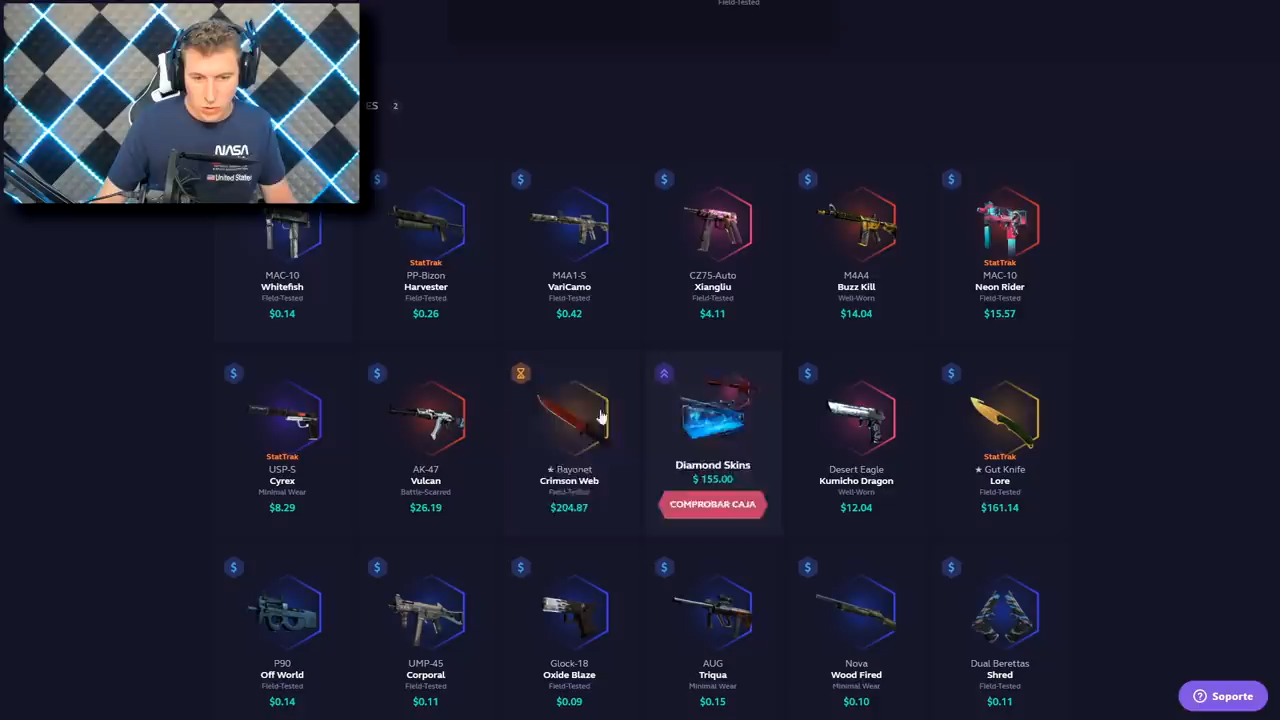 Field-Tested
NASA
United States
ES 2
MAC-10
Whitefish
Field-Tested
$0.14
StatTrak
PP-Bizon
Harvester
Field-Tested
$0.26
M4A1-S
VariCamo
Field-Tested
$0.42
CZ75-Auto
Xiangliu
Field-Tested
$4.11
M4A4
Buzz Kill
Well-Worn
$14.04
StatTrak
MAC-10
Neon Rider
Field-Tested
$15.57
StatTrak
USP-S
Cyrex
Minimal Wear
$8.29
AK-47
Vulcan
Battle-Scarred
$26.19
★ Bayonet
Crimson Web
Field-Tested
$204.87
Diamond Skins
$ 155.00
COMPROBAR CAJA
Desert Eagle
Kumicho Dragon
Well-Worn
$12.04
StatTrak
★ Gut Knife
Lore
Field-Tested
$161.14
P90
Off World
Field-Tested
$0.14
UMP-45
Corporal
Field-Tested
$0.11
Glock-18
Oxide Blaze
Field-Tested
$0.09
AUG
Triqua
Minimal Wear
$0.15
Nova
Wood Fired
Minimal Wear
$0.10
Dual Berettas
Shred
Field-Tested
$0.11
Soporte